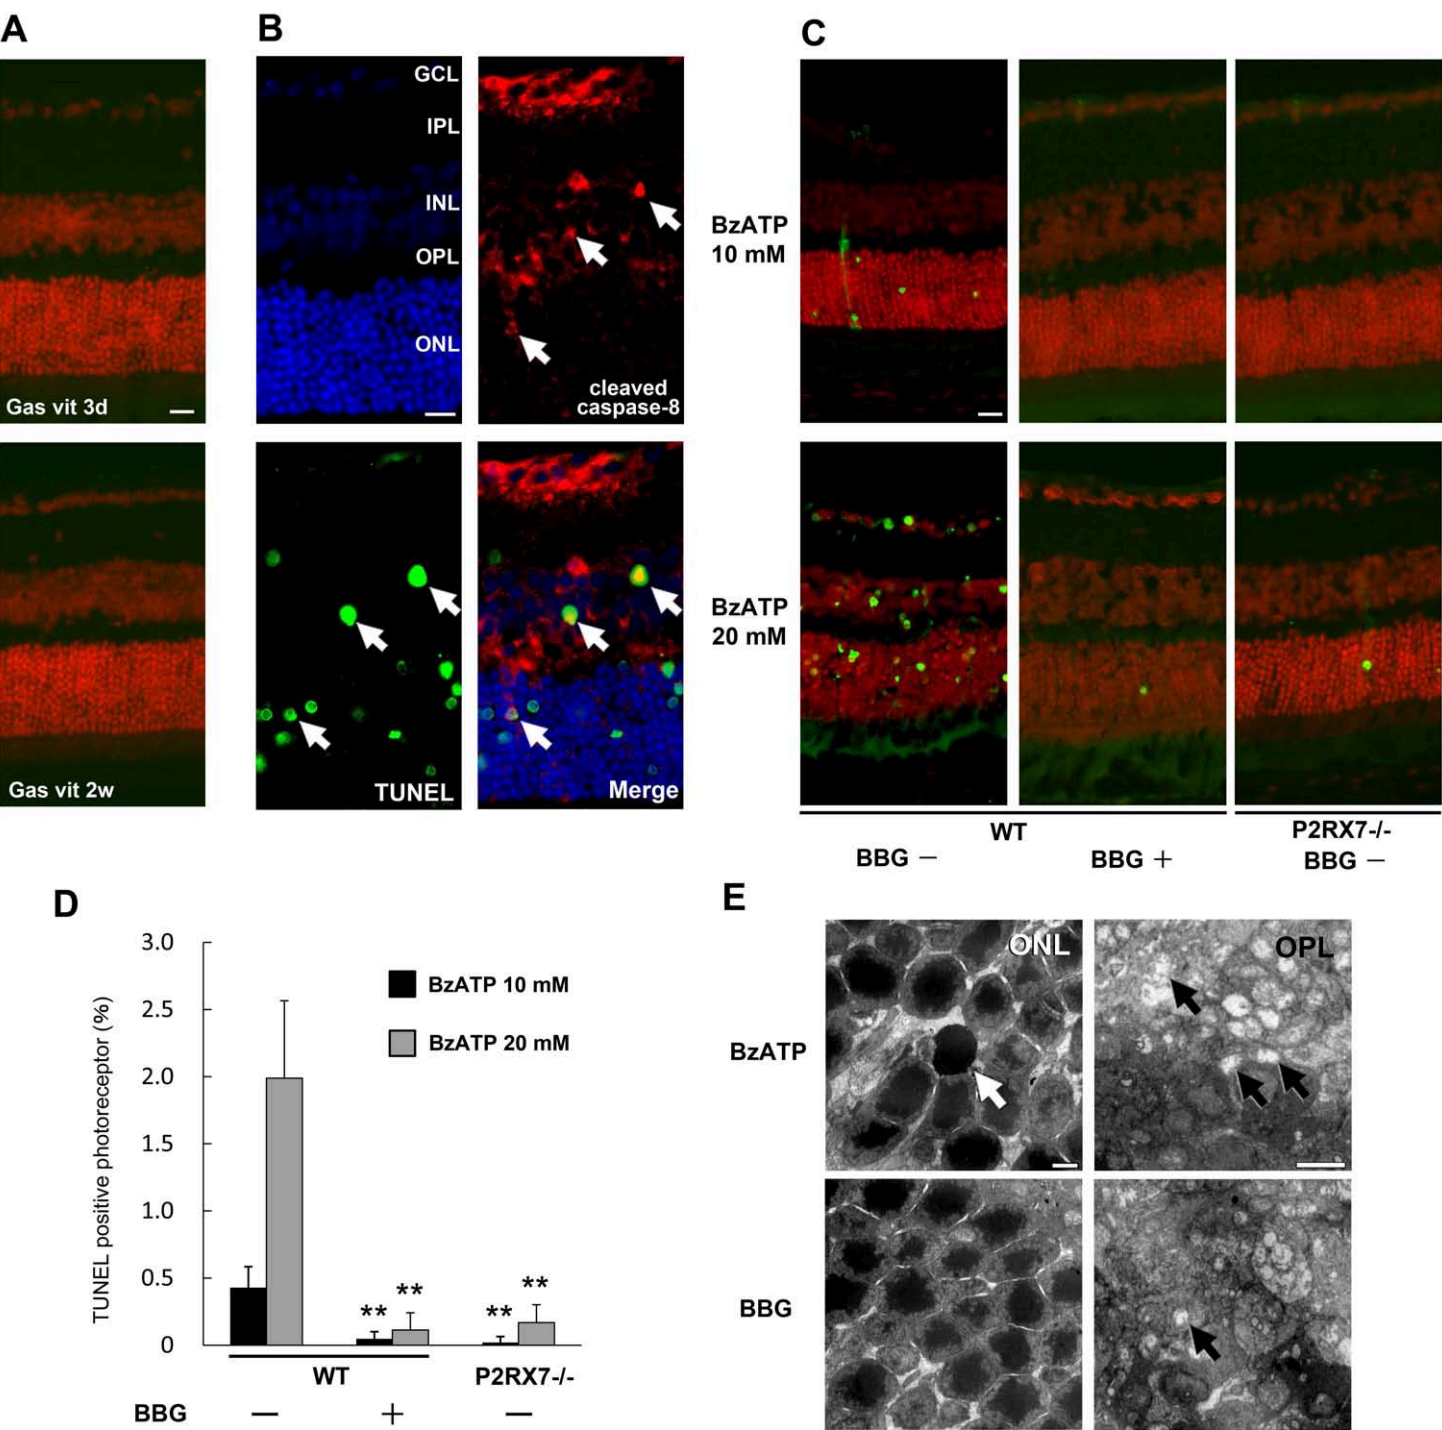 A
B
C
GCL
IPL
INL
OPL
ONL
cleaved
caspase-8
Gas vit 3d
BzATP
10 mM
TUNEL
Merge
Gas vit 2w
BzATP
20 mM
WT
P2RX7-/-
BBG −
BBG +
BBG −
D
TUNEL positive photoreceptor (%)
3.0
2.5
2.0
1.5
1.0
0.5
0
BzATP 10 mM
BzATP 20 mM
** ** ** **
WT
P2RX7-/-
BBG − + −
E
ONL
OPL
BzATP
BBG